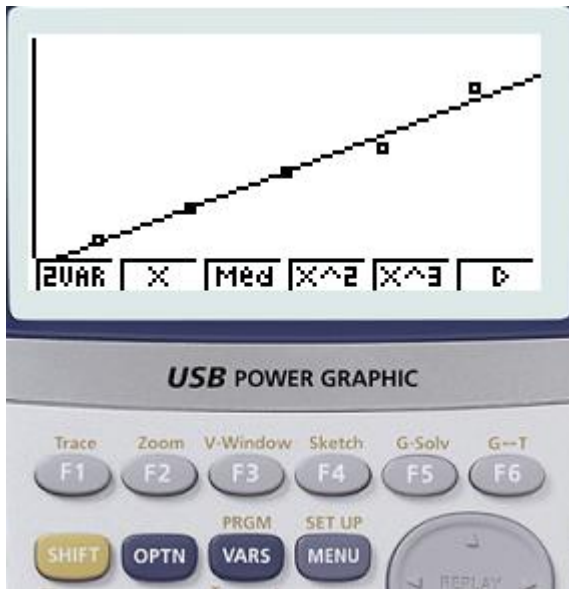 2VAR X Med X^2 X^3 ▷
USB POWER GRAPHIC
Trace Zoom V-Window Sketch G-Solv G↔T
F1 F2 F3 F4 F5 F6
PRGM SET UP
SHIFT OPTN VARS MENU
REPLAY